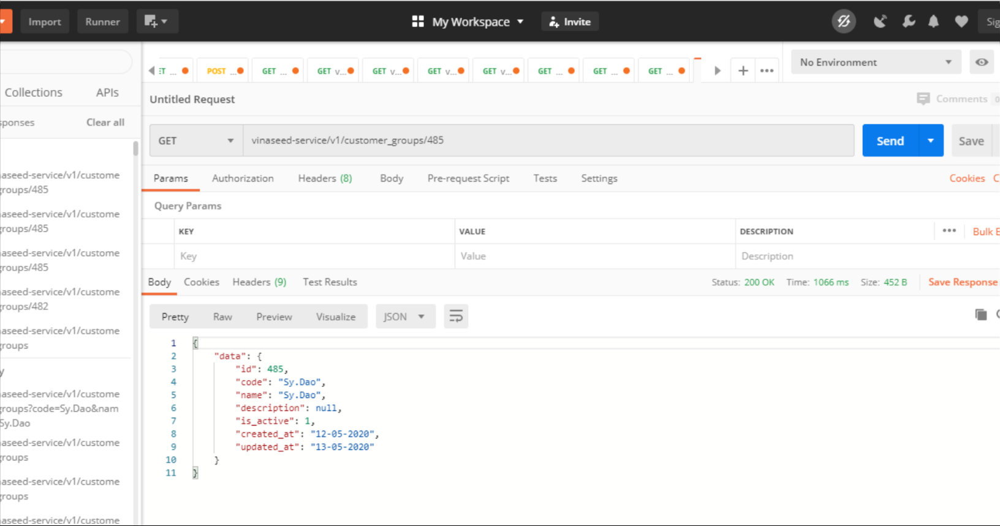 Import
Runner
My Workspace
Invite
Sig
ET ...
POST ...
GET ...
GET v...
GET v...
GET v...
GET v...
GET ...
GET ...
GET ...
No Environment
Collections
APIs
Untitled Request
Comments 0
sponses
Clear all
GET
vinaseed-service/v1/customer_groups/485
Send
Save
Params
Authorization
Headers (8)
Body
Pre-request Script
Tests
Settings
Cookies
Query Params
KEY
VALUE
DESCRIPTION
Bulk E
Key
Value
Description
Body
Cookies
Headers (9)
Test Results
Status: 200 OK
Time: 1066 ms
Size: 452 B
Save Response
Pretty
Raw
Preview
Visualize
JSON
1 {
2 "data": {
3 "id": 485,
4 "code": "Sy.Dao",
5 "name": "Sy.Dao",
6 "description": null,
7 "is_active": 1,
8 "created_at": "12-05-2020",
9 "updated_at": "13-05-2020"
10 }
11 }
aseed-service/v1/custome
groups/485
aseed-service/v1/custome
groups/485
aseed-service/v1/custome
groups/485
aseed-service/v1/custome
groups/482
aseed-service/v1/custome
groups
y
aseed-service/v1/custome
groups?code=Sy.Dao&nam
Sy.Dao
aseed-service/v1/custome
groups
aseed-service/v1/custome
groups
aseed-service/v1/custome